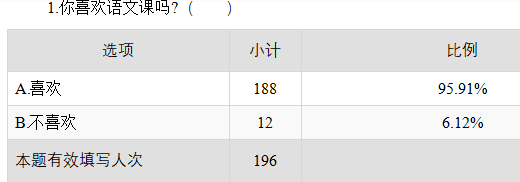 1.你喜欢语文课吗?（ ）
选项 小计 比例
A.喜欢 188 95.91%
B.不喜欢 12 6.12%
本题有效填写人次 196